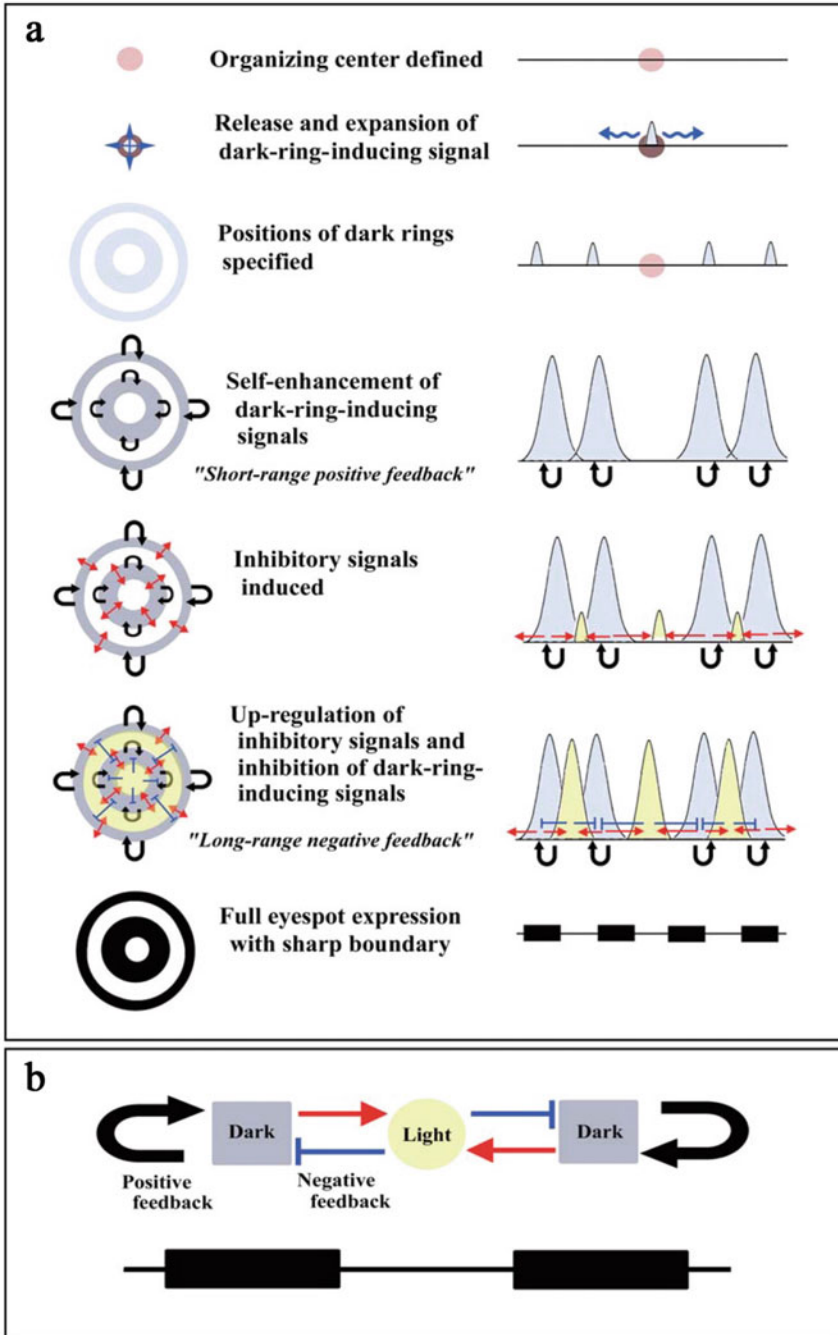 a
Organizing center defined
Release and expansion of
dark-ring-inducing signal
Positions of dark rings
specified
Self-enhancement of
dark-ring-inducing
signals
"Short-range positive feedback"
Inhibitory signals
induced
Up-regulation of
inhibitory signals and
inhibition of dark-ring-
inducing signals
"Long-range negative feedback"
Full eyespot expression
with sharp boundary
b
Dark
Light
Dark
Positive
feedback
Negative
feedback